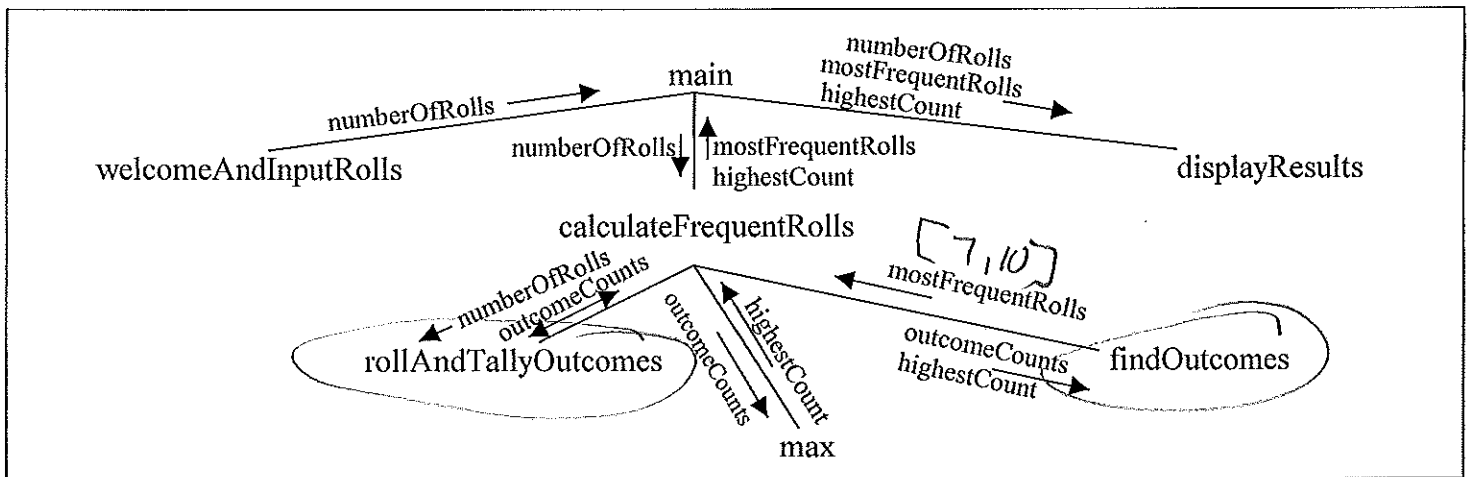 main
numberOfRolls
numberOfRolls
mostFrequentRolls
highestCount
welcomeAndInputRolls
numberOfRolls
mostFrequentRolls
highestCount
displayResults
calculateFrequentRolls
[7,10]
numberOfRolls
outcomeCounts
outcomeCounts
highestCount
mostFrequentRolls
outcomeCounts
highestCount
rollAndTallyOutcomes
findOutcomes
max